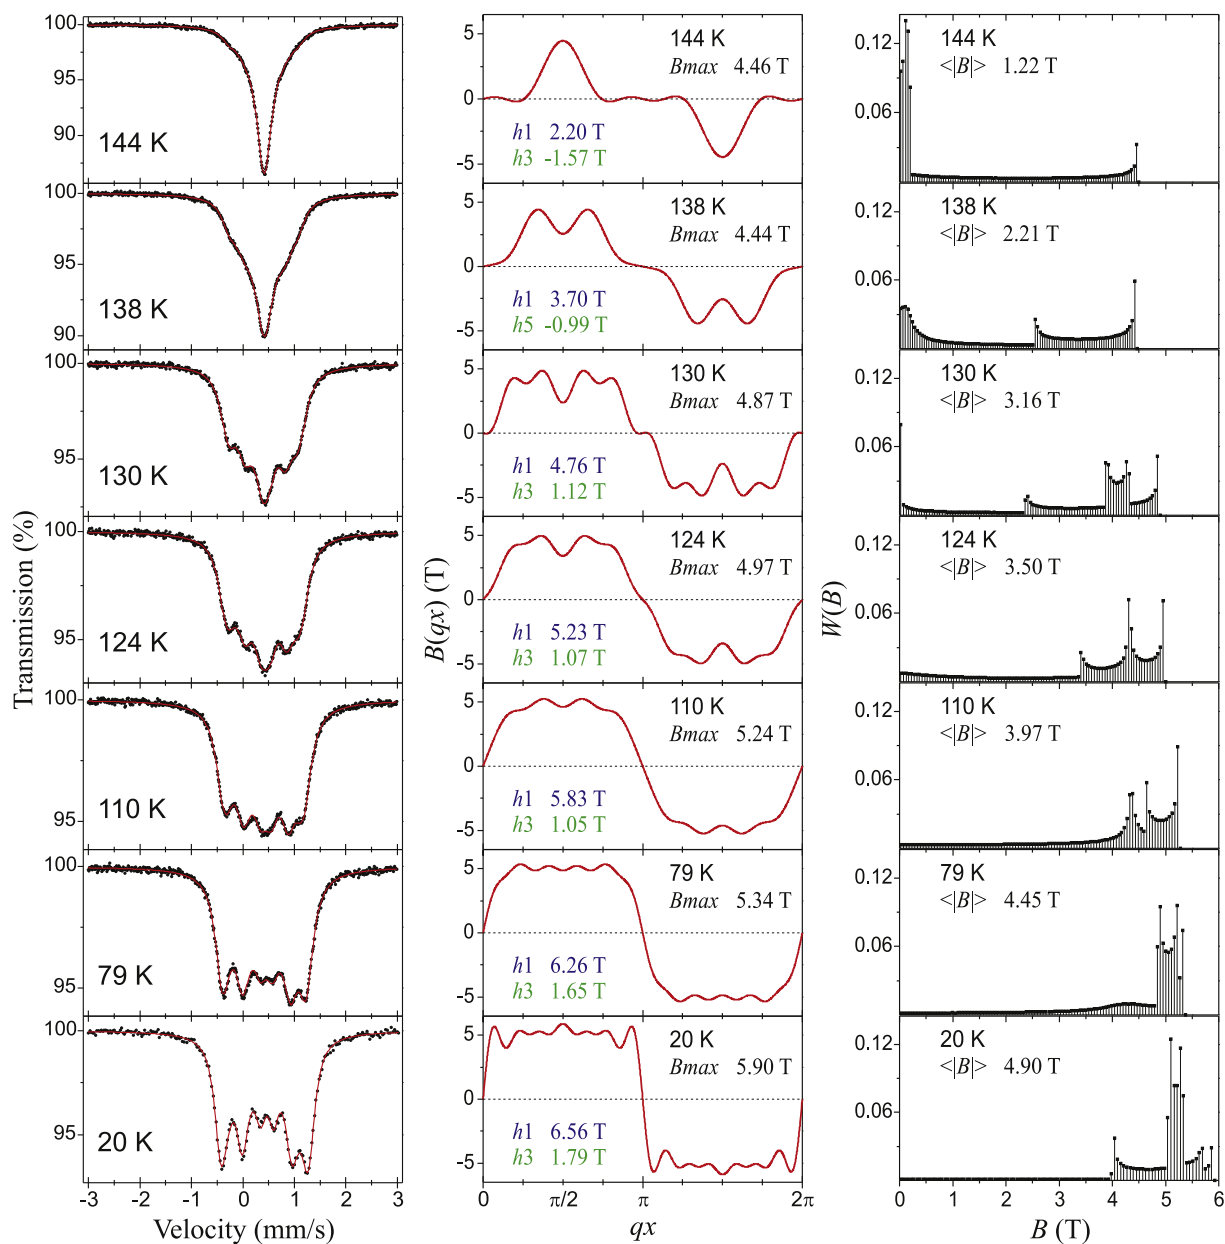 Transmission (%)
100
95
90
144 K
100
95
90
138 K
100
95
130 K
100
95
124 K
100
95
110 K
100
95
79 K
100
95
20 K
-3 -2 -1 0 1 2 3
Velocity (mm/s)
B(qx) (T)
5
0
-5
144 K
Bmax 4.46 T
h1 2.20 T
h3 -1.57 T
5
0
-5
138 K
Bmax 4.44 T
h1 3.70 T
h5 -0.99 T
5
0
-5
130 K
Bmax 4.87 T
h1 4.76 T
h3 1.12 T
5
0
-5
124 K
Bmax 4.97 T
h1 5.23 T
h3 1.07 T
5
0
-5
110 K
Bmax 5.24 T
h1 5.83 T
h3 1.05 T
5
0
-5
79 K
Bmax 5.34 T
h1 6.26 T
h3 1.65 T
5
0
-5
20 K
Bmax 5.90 T
h1 6.56 T
h3 1.79 T
0 π/2 π 2π
qx
W(B)
0.12
0.06
144 K
<|B|> 1.22 T
0.12
0.06
138 K
<|B|> 2.21 T
0.12
0.06
130 K
<|B|> 3.16 T
0.12
0.06
124 K
<|B|> 3.50 T
0.12
0.06
110 K
<|B|> 3.97 T
0.12
0.06
79 K
<|B|> 4.45 T
0.12
0.06
20 K
<|B|> 4.90 T
0 1 2 3 4 5 6
B (T)